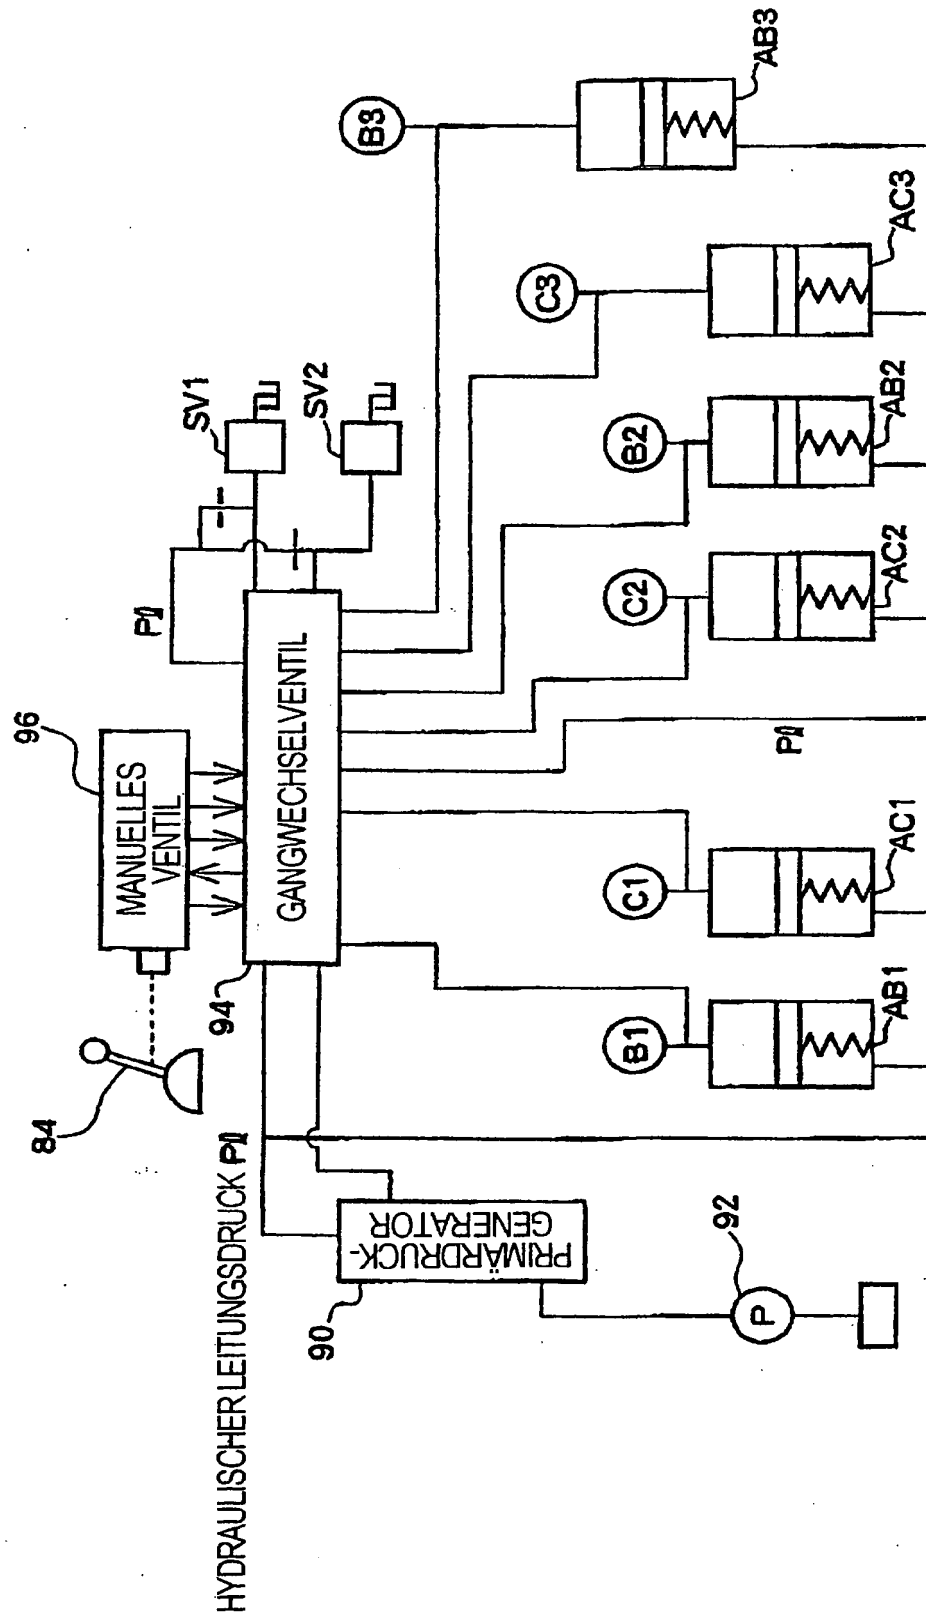 HYDRAULISCHER LEITUNGSDRUCK Pl
84
96
MANUELLES
VENTIL
94
GANGWECHSELVENTIL
Pl
SV1
SV2
90
PRIMÄRDRUCK-
GENERATOR
92
P
B1
C1
C2
B2
C3
B3
Pl
AB1
AC1
AC2
AB2
AC3
AB3